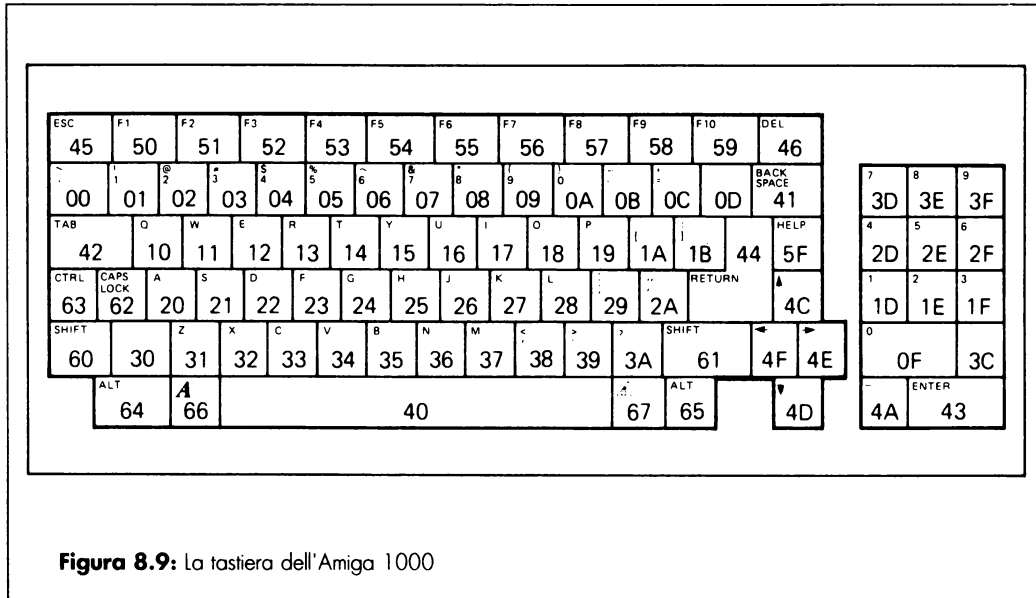 ESC F1 F2 F3 F4 F5 F6 F7 F8 F9 F10 DEL
45 50 51 52 53 54 55 56 57 58 59 46
! @ # $ % ^ & * ( )
1 2 3 4 5 6 7 8 9 0 BACK SPACE
00 01 02 03 04 05 06 07 08 09 0A 0B 0C 0D 41
7 8 9
3D 3E 3F
TAB Q W E R T Y U I O P [ ] HELP
42 10 11 12 13 14 15 16 17 18 19 1A 1B 44 5F
4 5 6
2D 2E 2F
CTRL CAPS LOCK A S D F G H J K L RETURN
63 62 20 21 22 23 24 25 26 27 28 29 2A 4C
1 2 3
1D 1E 1F
SHIFT Z X C V B N M < > SHIFT
60 30 31 32 33 34 35 36 37 38 39 3A 61 4F 4E
0
0F 3C
ALT A ALT
64 66 40 67 65 4D
- ENTER
4A 43
Figura 8.9: La tastiera dell'Amiga 1000